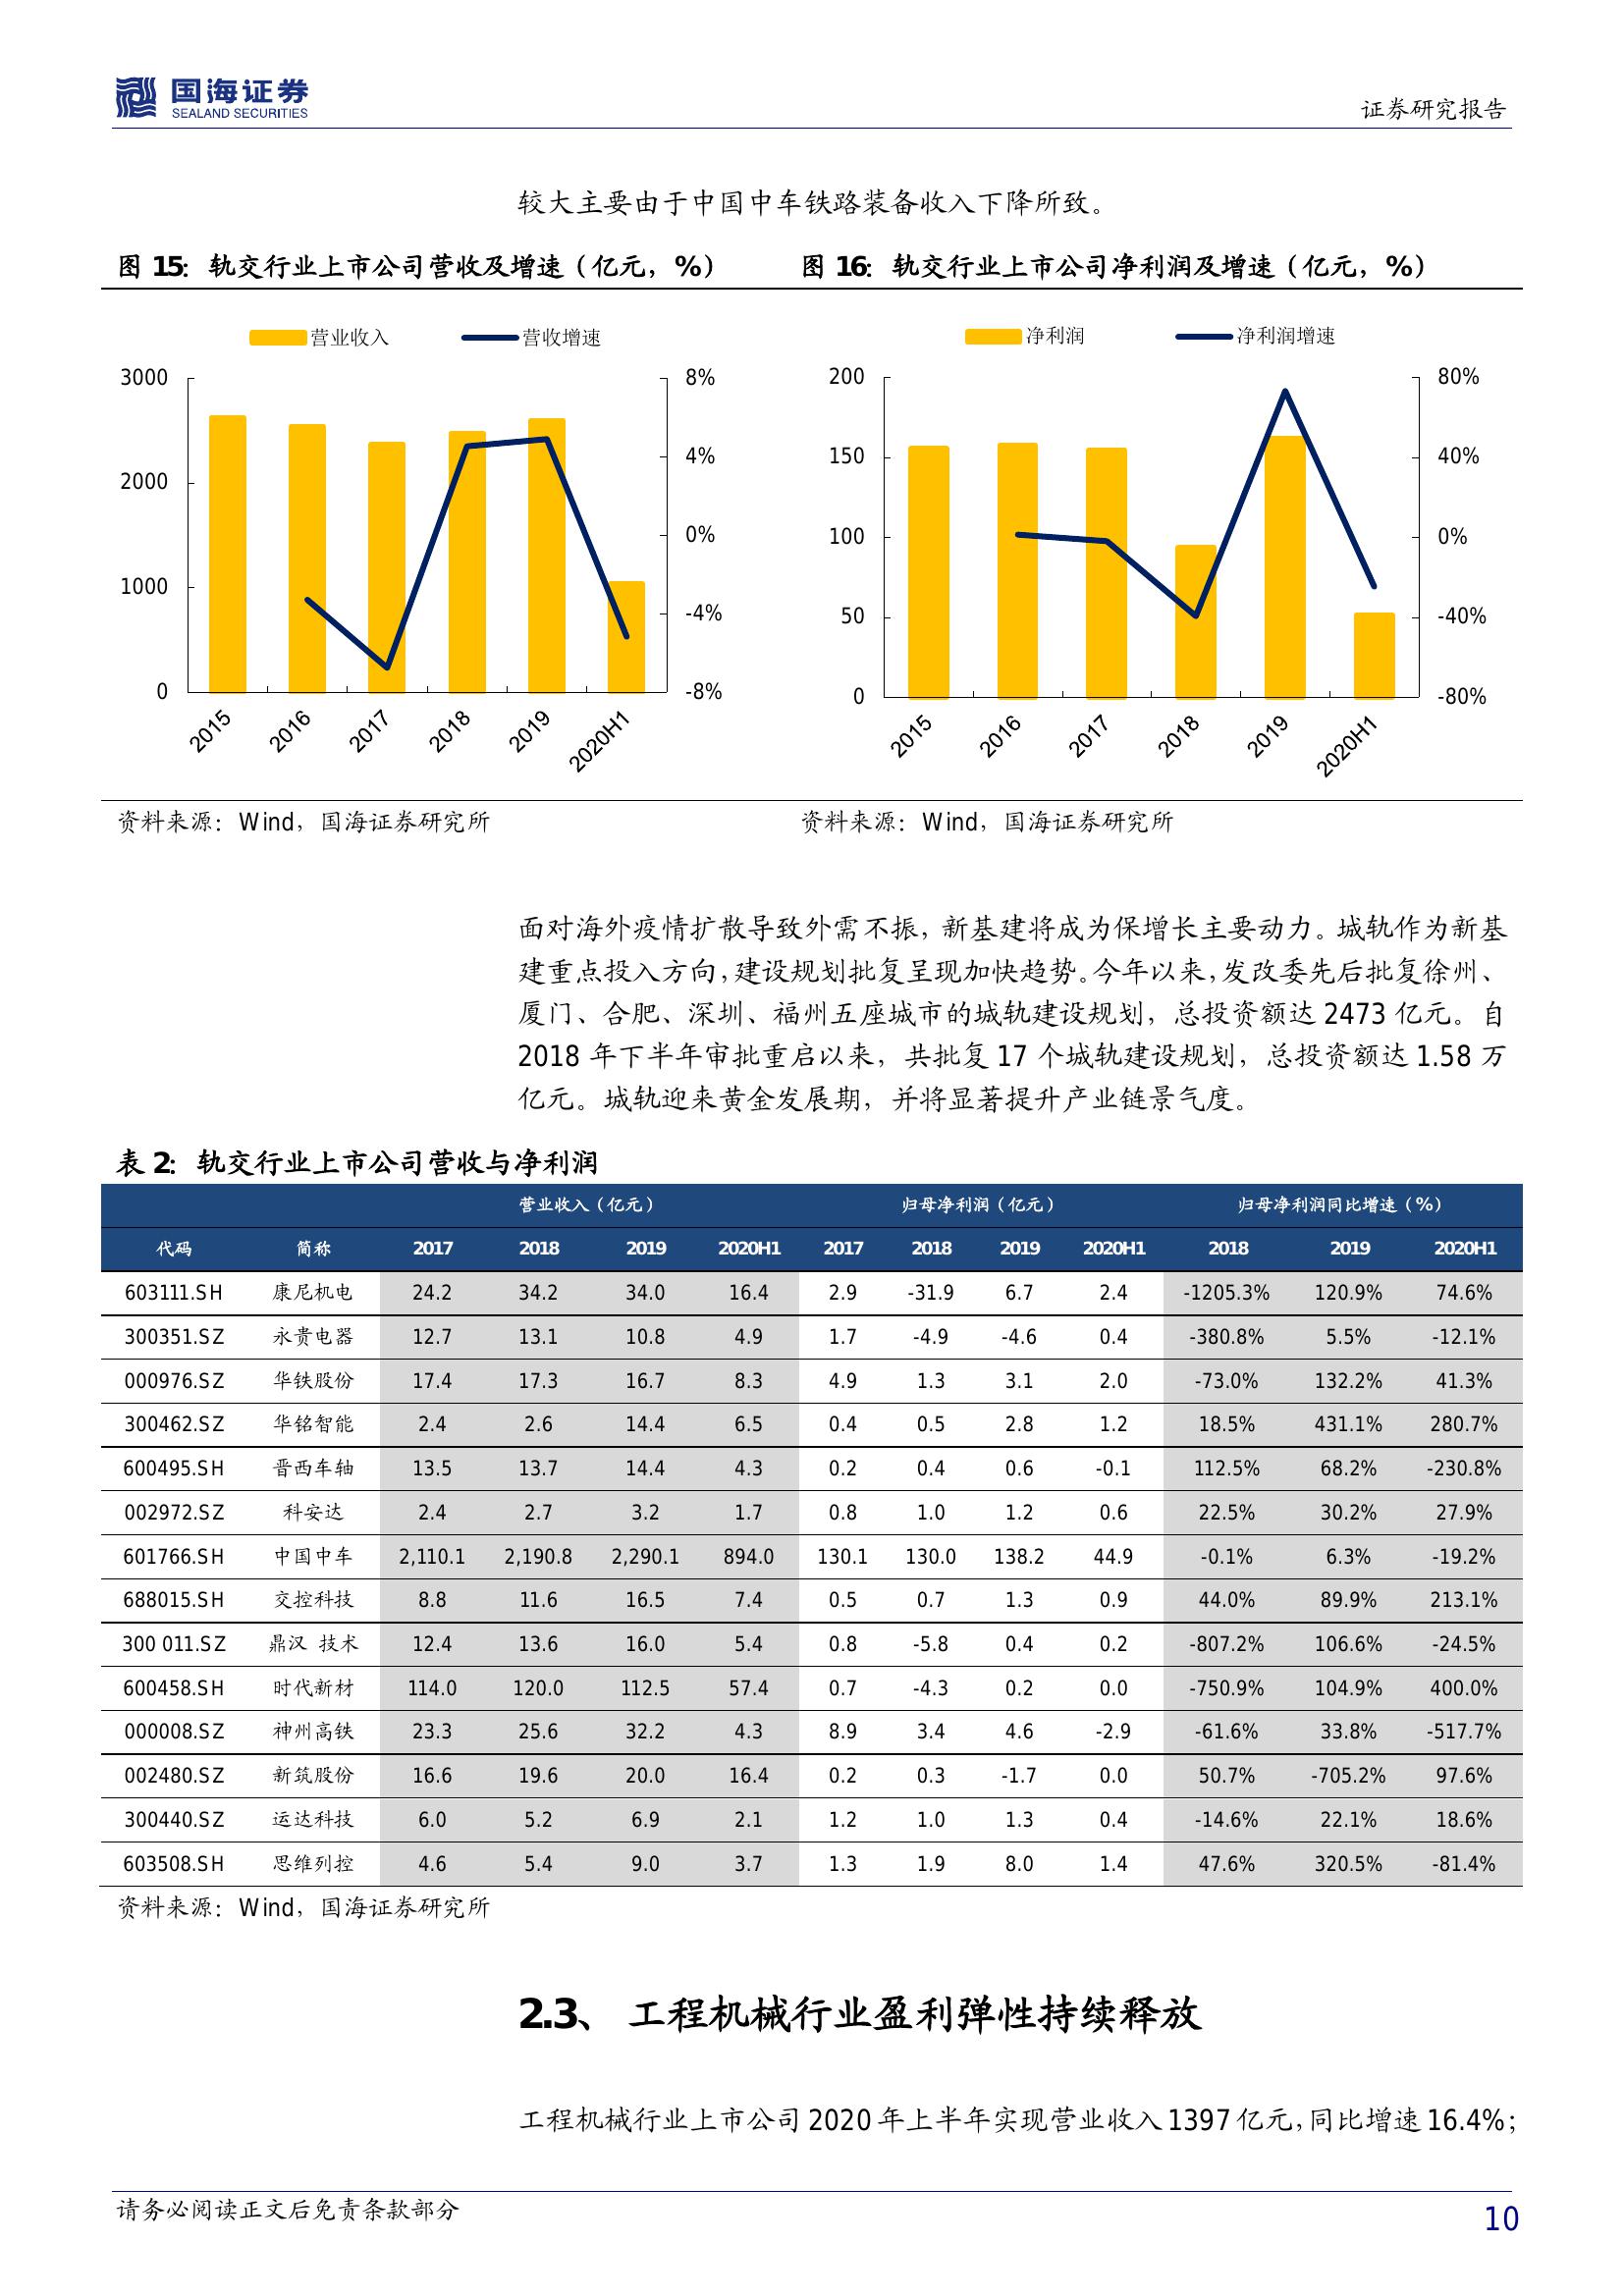 国海证券
SEALAND SECURITIES
证券研究报告
较大主要由于中国中车铁路装备收入下降所致。
图 15：轨交行业上市公司营收及增速（亿元，%）
图 16：轨交行业上市公司净利润及增速（亿元，%）
营业收入 营收增速
3000
2000
1000
0
8%
4%
0%
-4%
-8%
2015 2016 2017 2018 2019 2020H1
净利润 净利润增速
200
150
100
50
0
80%
40%
0%
-40%
-80%
2015 2016 2017 2018 2019 2020H1
资料来源：Wind，国海证券研究所
资料来源：Wind，国海证券研究所
面对海外疫情扩散导致外需不振，新基建将成为保增长主要动力。城轨作为新基
建重点投入方向，建设规划批复呈现加快趋势。今年以来，发改委先后批复徐州、
厦门、合肥、深圳、福州五座城市的城轨建设规划，总投资额达 2473 亿元。自
2018 年下半年审批重启以来，共批复 17 个城轨建设规划，总投资额达 1.58 万
亿元。城轨迎来黄金发展期，并将显著提升产业链景气度。
表 2：轨交行业上市公司营收与净利润
营业收入（亿元） 归母净利润（亿元） 归母净利润同比增速（%）
代码 简称 2017 2018 2019 2020H1 2017 2018 2019 2020H1 2018 2019 2020H1
603111.SH 康尼机电 24.2 34.2 34.0 16.4 2.9 -31.9 6.7 2.4 -1205.3% 120.9% 74.6%
300351.SZ 永贵电器 12.7 13.1 10.8 4.9 1.7 -4.9 -4.6 0.4 -380.8% 5.5% -12.1%
000976.SZ 华铁股份 17.4 17.3 16.7 8.3 4.9 1.3 3.1 2.0 -73.0% 132.2% 41.3%
300462.SZ 华铭智能 2.4 2.6 14.4 6.5 0.4 0.5 2.8 1.2 18.5% 431.1% 280.7%
600495.SH 晋西车轴 13.5 13.7 14.4 4.3 0.2 0.4 0.6 -0.1 112.5% 68.2% -230.8%
002972.SZ 科安达 2.4 2.7 3.2 1.7 0.8 1.0 1.2 0.6 22.5% 30.2% 27.9%
601766.SH 中国中车 2,110.1 2,190.8 2,290.1 894.0 130.1 130.0 138.2 44.9 -0.1% 6.3% -19.2%
688015.SH 交控科技 8.8 11.6 16.5 7.4 0.5 0.7 1.3 0.9 44.0% 89.9% 213.1%
300 011.SZ 鼎汉 技术 12.4 13.6 16.0 5.4 0.8 -5.8 0.4 0.2 -807.2% 106.6% -24.5%
600458.SH 时代新材 114.0 120.0 112.5 57.4 0.7 -4.3 0.2 0.0 -750.9% 104.9% 400.0%
000008.SZ 神州高铁 23.3 25.6 32.2 4.3 8.9 3.4 4.6 -2.9 -61.6% 33.8% -517.7%
002480.SZ 新筑股份 16.6 19.6 20.0 16.4 0.2 0.3 -1.7 0.0 50.7% -705.2% 97.6%
300440.SZ 运达科技 6.0 5.2 6.9 2.1 1.2 1.0 1.3 0.4 -14.6% 22.1% 18.6%
603508.SH 思维列控 4.6 5.4 9.0 3.7 1.3 1.9 8.0 1.4 47.6% 320.5% -81.4%
资料来源：Wind，国海证券研究所
2.3、 工程机械行业盈利弹性持续释放
工程机械行业上市公司 2020 年上半年实现营业收入 1397 亿元，同比增速 16.4%；
请务必阅读正文后免责条款部分
10